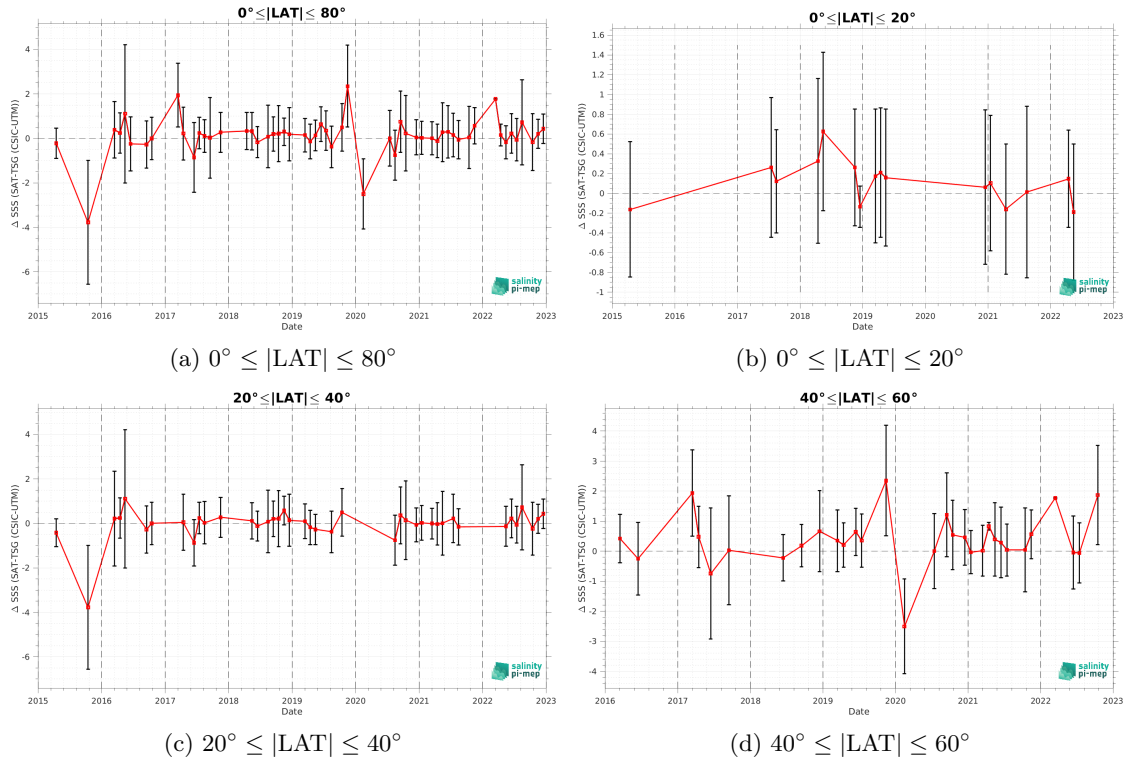 0°≤|LAT|≤ 80°
Δ SSS (SAT-TSG (CSIC-UTM))
4
2
0
-2
-4
-6
2015 2016 2017 2018 2019 2020 2021 2022 2023
Date
salinity
pi-mep
(a) 0° ≤ |LAT| ≤ 80°
0°≤|LAT|≤ 20°
Δ SSS (SAT-TSG (CSIC-UTM))
1.6
1.4
1.2
1
0.8
0.6
0.4
0.2
0
-0.2
-0.4
-0.6
-0.8
-1
2015 2016 2017 2018 2019 2020 2021 2022 2023
Date
salinity
pi-mep
(b) 0° ≤ |LAT| ≤ 20°
20°≤|LAT|≤ 40°
Δ SSS (SAT-TSG (CSIC-UTM))
4
2
0
-2
-4
-6
2015 2016 2017 2018 2019 2020 2021 2022 2023
Date
salinity
pi-mep
(c) 20° ≤ |LAT| ≤ 40°
40°≤|LAT|≤ 60°
Δ SSS (SAT-TSG (CSIC-UTM))
4
3
2
1
0
-1
-2
-3
-4
2016 2017 2018 2019 2020 2021 2022 2023
Date
salinity
pi-mep
(d) 40° ≤ |LAT| ≤ 60°